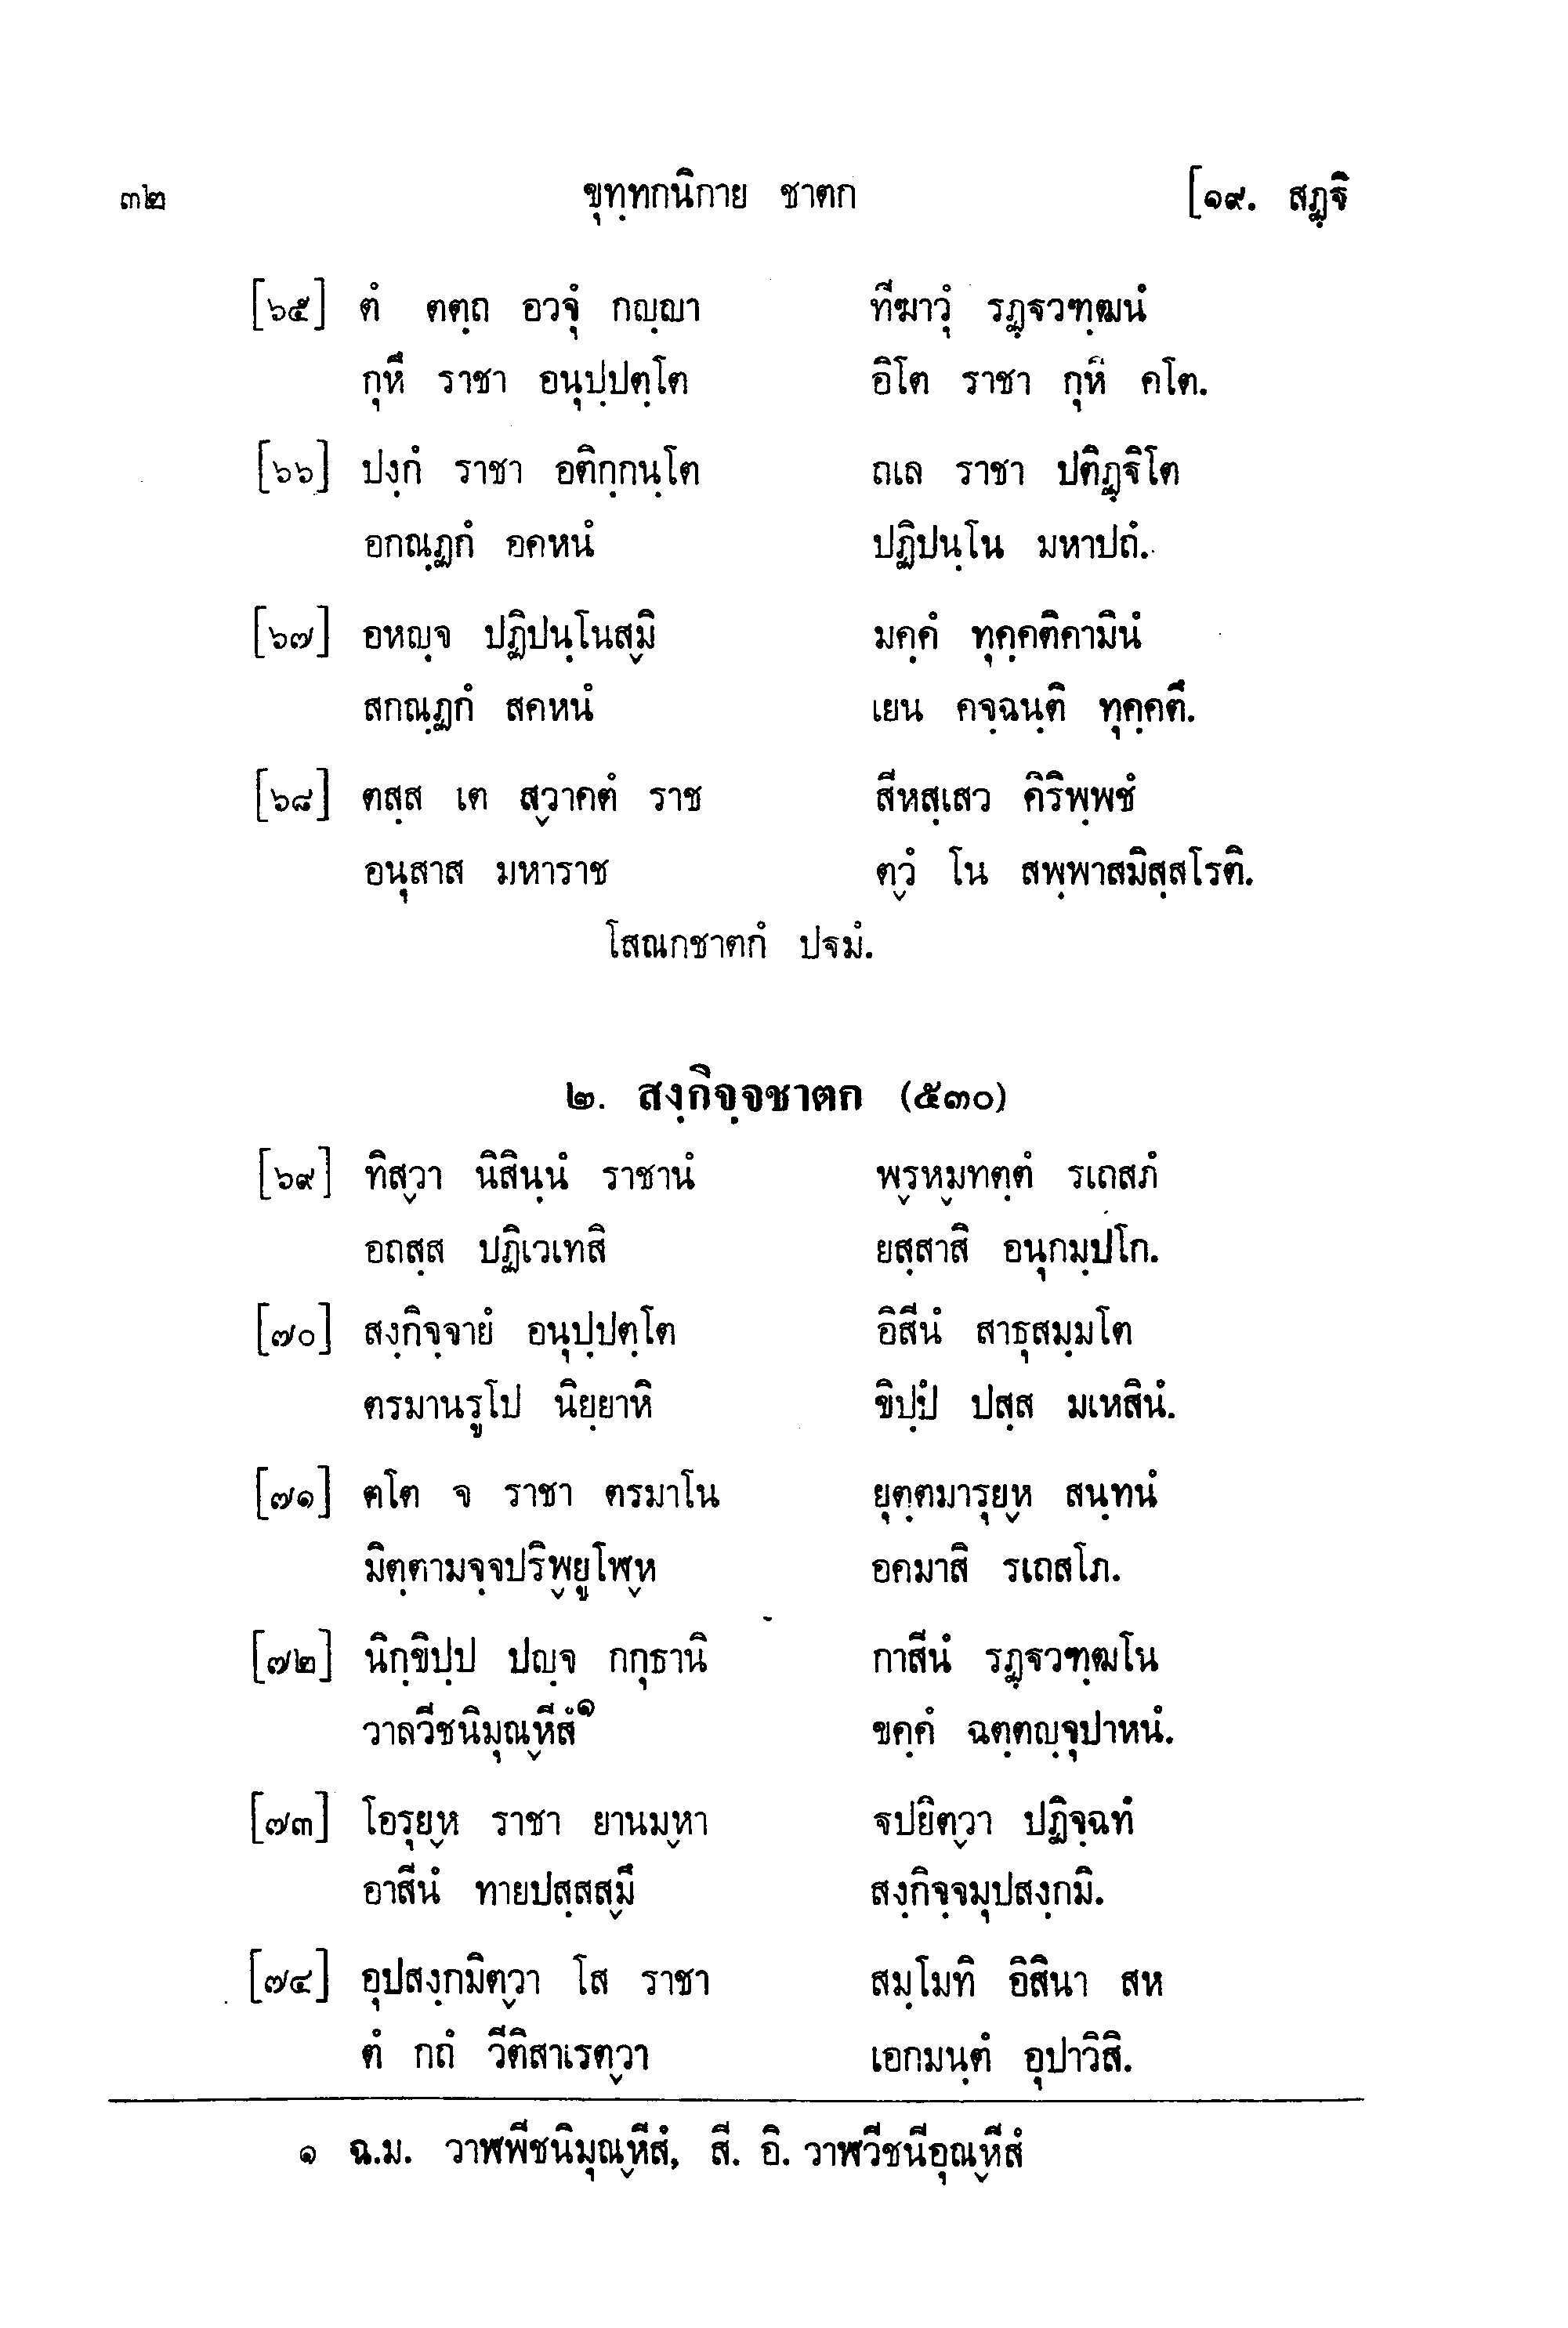 ๓๒ ขุทฺทกนิกาย ชาตก [๑๙. สฏฺฐิ
[๖๕] ตํ ตตฺถ อวจุํ กญฺญา ทีฆาวุํ รฏฺฐวฑฺฒนํ
กุหึ ราชา อนุปฺปตฺโต อิโต ราชา กุหึ คโต.
[๖๖] ปงฺกํ ราชา อติกฺกนฺโต ถเล ราชา ปติฏฺฐิโต
อกณฺฏกํ อคหนํ ปฏิปนฺโน มหาปถํ.
[๖๗] อหญฺจ ปฏิปนฺโนสฺมิ มคฺคํ ทุคฺคติคามินํ
สกณฺฏกํ สคหนํ เยน คจฺฉนฺติ ทุคฺคตึ.
[๖๘] ตสฺส เต สฺวาคตํ ราช สีหสฺเสว คิริพฺพชํ
อนุสาส มหาราช ตฺวํ โน สพฺพาสมิสฺสโรติ.
โสณกชาตกํ ปฐมํ.
๒. สงฺกิจฺจชาตก (๕๓๐)
[๖๙] ทิสฺวา นิสินฺนํ ราชานํ พฺรหฺมทตฺตํ รเถสภํ
อถสฺส ปฏิเวเทสิ ยสฺสาสิ อนุกมฺปโก.
[๗๐] สงฺกิจฺจายํ อนุปฺปตฺโต อิสีนํ สาธุสมฺมโต
ตรมานรูโป นิยฺยาหิ ขิปฺปํ ปสฺส มเหสินํ.
[๗๑] ตโต จ ราชา ตรมาโน ยุตฺตมารุยฺห สนฺทนํ
มิตฺตามจฺจปริพฺยูโฬฺห อคมาสิ รเถสโภ.
[๗๒] นิกฺขิปฺป ปญฺจ กกุธานิ กาสีนํ รฏฺฐวฑฺฒโน
วาลวีชนิมุณฺหีสํ๑ ขคฺคํ ฉตฺตญฺจุปาหนํ.
[๗๓] โอรุยฺห ราชา ยานมฺหา ฐปยิตฺวา ปฏิจฺฉทํ
อาสีนํ ทายปสฺสสฺมึ สงฺกิจฺจมุปสงฺกมิ.
[๗๔] อุปสงฺกมิตฺวา โส ราชา สมฺโมทิ อิสินา สห
ตํ กถํ วีติสาเรตฺวา เอกมนฺตํ อุปาวิสิ.
๑ ฉ.ม. วาฬพีชนิมุณฺหีสํ, สี. อิ. วาฬวีชนีอุณฺหีสํ